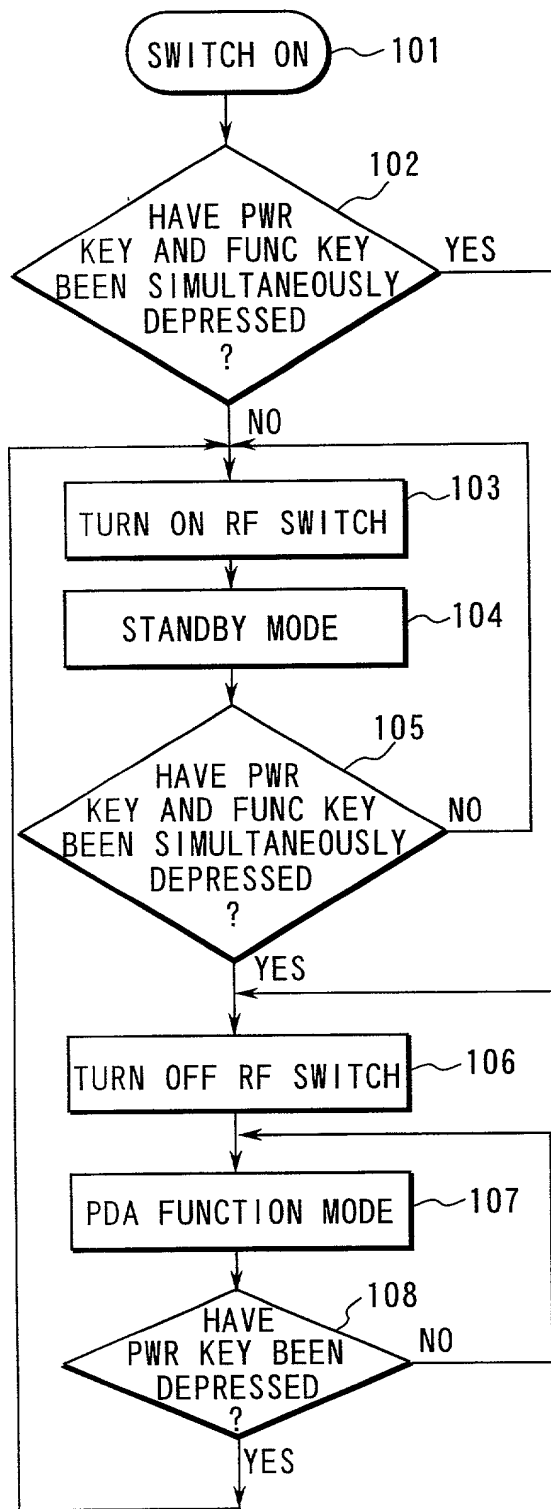 SWITCH ON
101
102
HAVE PWR
KEY AND FUNC KEY
BEEN SIMULTANEOUSLY
DEPRESSED
?
YES
NO
103
TURN ON RF SWITCH
STANDBY MODE
104
105
HAVE PWR
KEY AND FUNC KEY
BEEN SIMULTANEOUSLY
DEPRESSED
?
NO
YES
TURN OFF RF SWITCH
106
PDA FUNCTION MODE
107
108
HAVE
PWR KEY BEEN
DEPRESSED
?
NO
YES